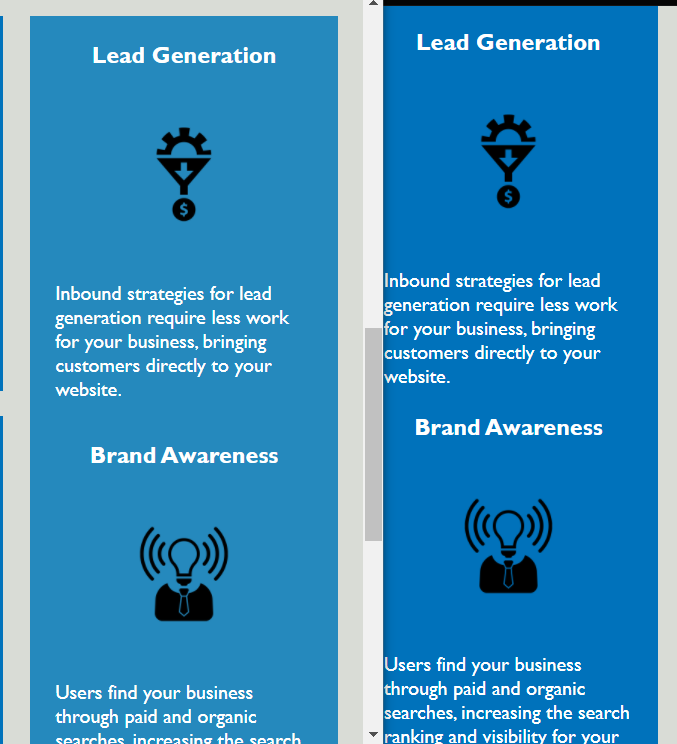 Lead Generation
$
Inbound strategies for lead
generation require less work
for your business, bringing
customers directly to your
website.
Brand Awareness
Users find your business
through paid and organic
searches, increasing the search
Lead Generation
$
Inbound strategies for lead
generation require less work
for your business, bringing
customers directly to your
website.
Brand Awareness
Users find your business
through paid and organic
searches, increasing the search
ranking and visibility for your